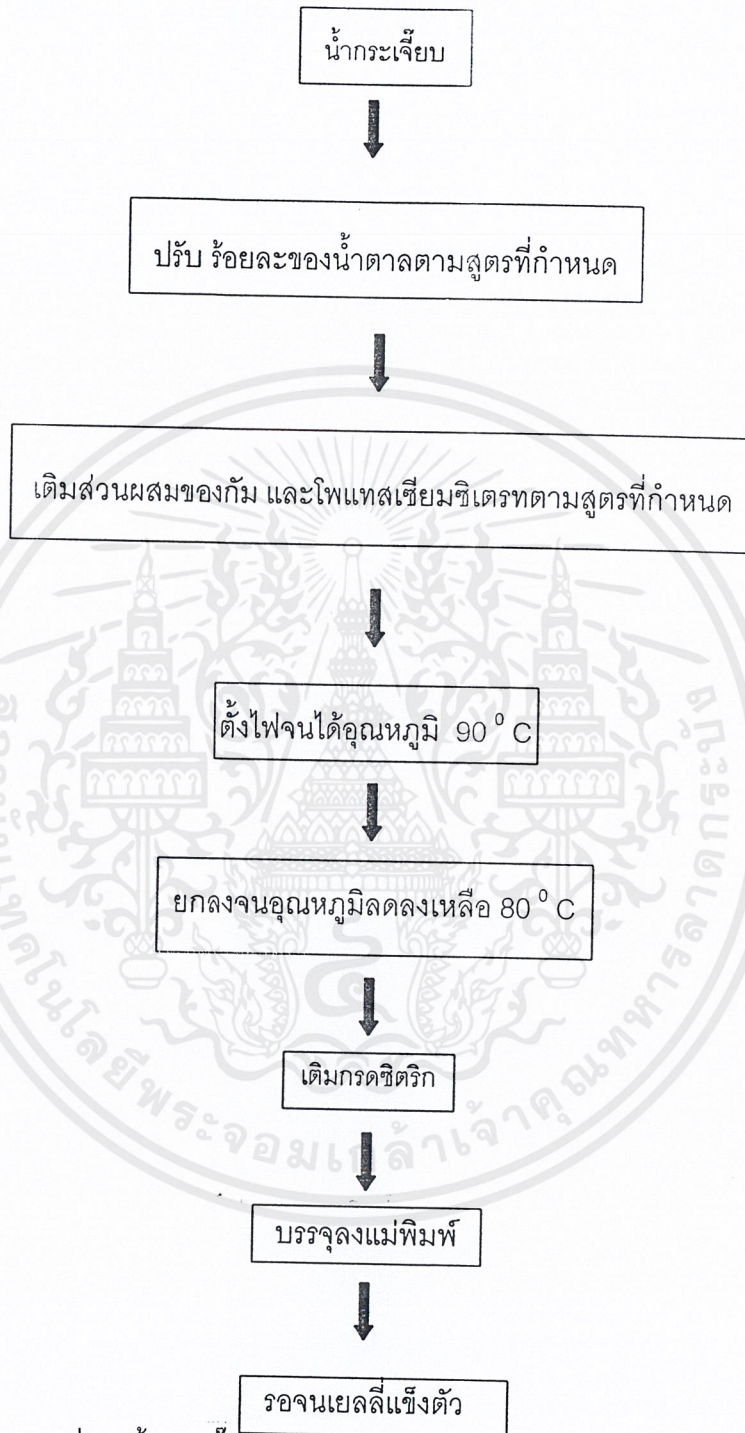 น้ำกระเจี๊ยบ
ปรับ ร้อยละของน้ำตาลตามสูตรที่กำหนด
เติมส่วนผสมของกัม และโพแทสเซียมซิเตรทตามสูตรที่กำหนด
ตั้งไฟจนได้อุณหภูมิ 90 ⁰ C
ยกลงจนอุณหภูมิลดลงเหลือ 80 ⁰ C
เติมกรดซิตริก
บรรจุลงแม่พิมพ์
รอจนเยลลี่แข็งตัว